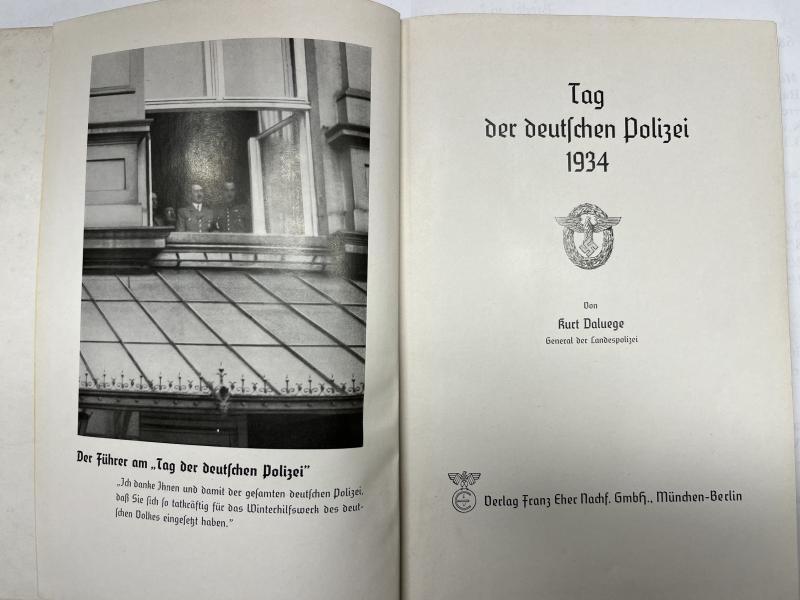 Der Führer am „Tag der deutſchen Polizei"
„Ich danke Ihnen und damit der geſamten deutſchen Polizei,
daß Sie ſich ſo tatkräftig für das Winterhilfswerk des deut-
ſchen Volkes eingeſetzt haben."
Tag
der deutſchen Polizei
1934
Von
Kurt Daluege
General der Landespolizei
Verlag Franz Eher Nachf. GmbH., München-Berlin